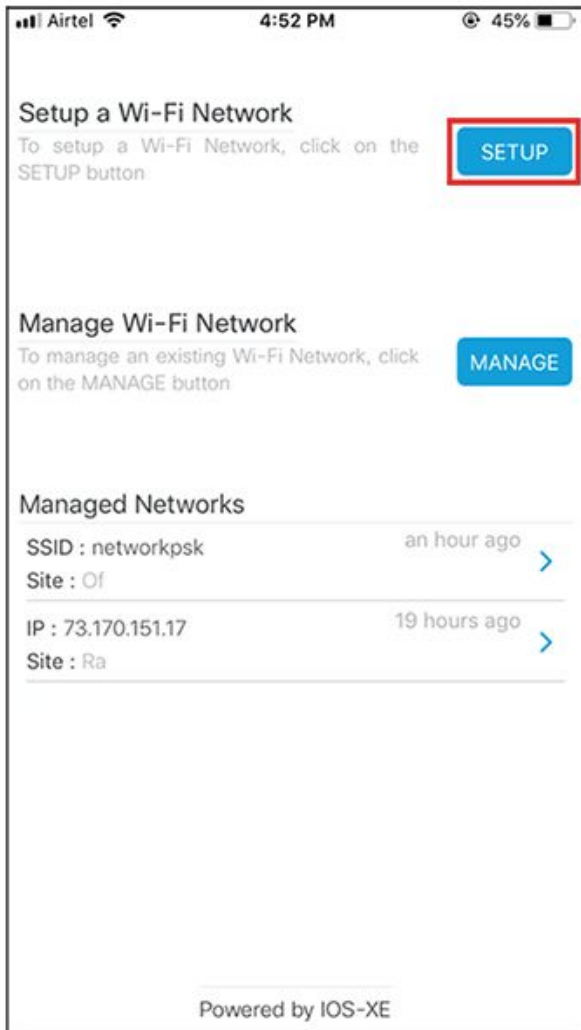 Airtel 4:52 PM 45%
Setup a Wi-Fi Network
To setup a Wi-Fi Network, click on the
SETUP button
SETUP
Manage Wi-Fi Network
To manage an existing Wi-Fi Network, click
on the MANAGE button
MANAGE
Managed Networks
SSID : networkpsk an hour ago
Site : Of
IP : 73.170.151.17 19 hours ago
Site : Ra
Powered by IOS-XE